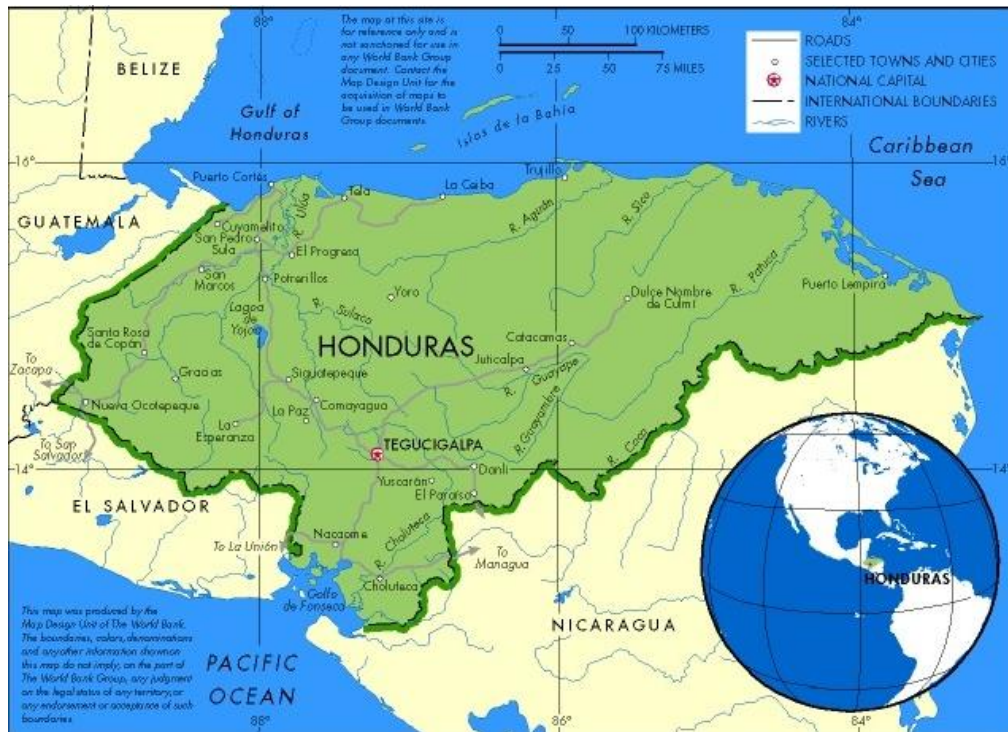 88°
84°
The map at this site is
for reference only and is
not sanctioned for use in
any World Bank Group
document. Contact the
Map Design Unit for the
acquisition of maps to
be used in World Bank
Group documents.
0 50 100 KILOMETERS
0 25 50 75 MILES
ROADS
SELECTED TOWNS AND CITIES
NATIONAL CAPITAL
INTERNATIONAL BOUNDARIES
RIVERS
BELIZE
Gulf of
Honduras
Islas de la Bahía
Caribbean
Sea
16°
16°
Puerto Cortés
Tela
La Ceiba
Trujillo
GUATEMALA
Cuyamelito
San Pedro
Sula
R. Ulúa
El Progresa
R. Aguán
R. Sico
San
Marcos
Potrerillos
R. Patuca
Puerto Lempira
Yoro
Dulce Nombre
de Culmí
Lagoa
de
Yojoa
R. Sulaco
Santa Rosa
de Copán
HONDURAS
Catacamas
Juticalpa
To
Zacapa
Gracias
Siguatepeque
R. Guayape
Nueva Ocotepeque
La Paz
Comayagua
La
Esperanza
R. Guayambre
To San
Salvador
TEGUCIGALPA
R. Coco
14°
14°
Danlí
Yuscarán
El Paraíso
EL SALVADOR
Nacaome
R. Choluteca
To La Unión
To
Managua
Choluteca
Golfo
de Fonseca
HONDURAS
NICARAGUA
This map was produced by the
Map Design Unit of The World Bank.
The boundaries, colors, denominations
and any other information shown on
this map do not imply, on the part of
The World Bank Group, any judgment
on the legal status of any territory, or
any endorsement or acceptance of such
boundaries.
PACIFIC
OCEAN
88°
86°
84°